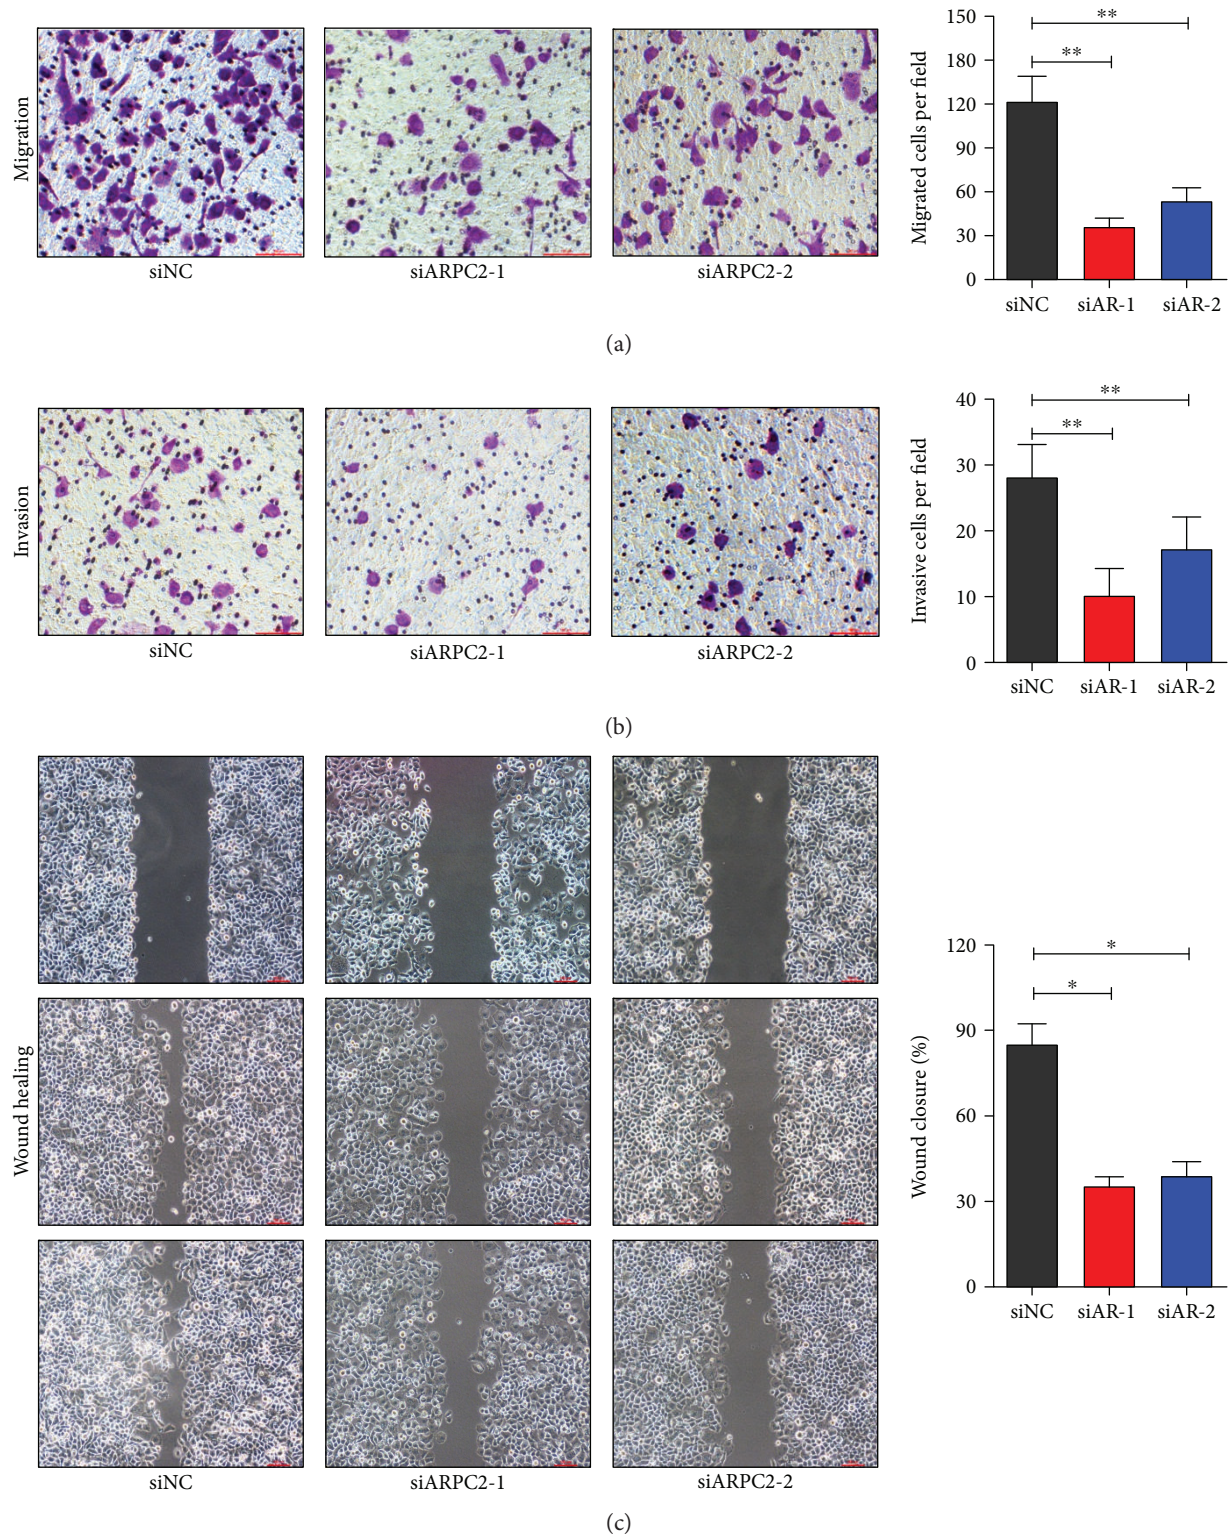 Migration
siNC
siARPC2-1
siARPC2-2
Migrated cells per field
150
180
120
90
60
30
0
**
**
siNC
siAR-1
siAR-2
(a)
Invasion
siNC
siARPC2-1
siARPC2-2
Invasive cells per field
40
30
20
10
0
**
**
siNC
siAR-1
siAR-2
(b)
Wound healing
siNC
siARPC2-1
siARPC2-2
Wound closure (%)
120
90
60
30
0
*
*
siNC
siAR-1
siAR-2
(c)